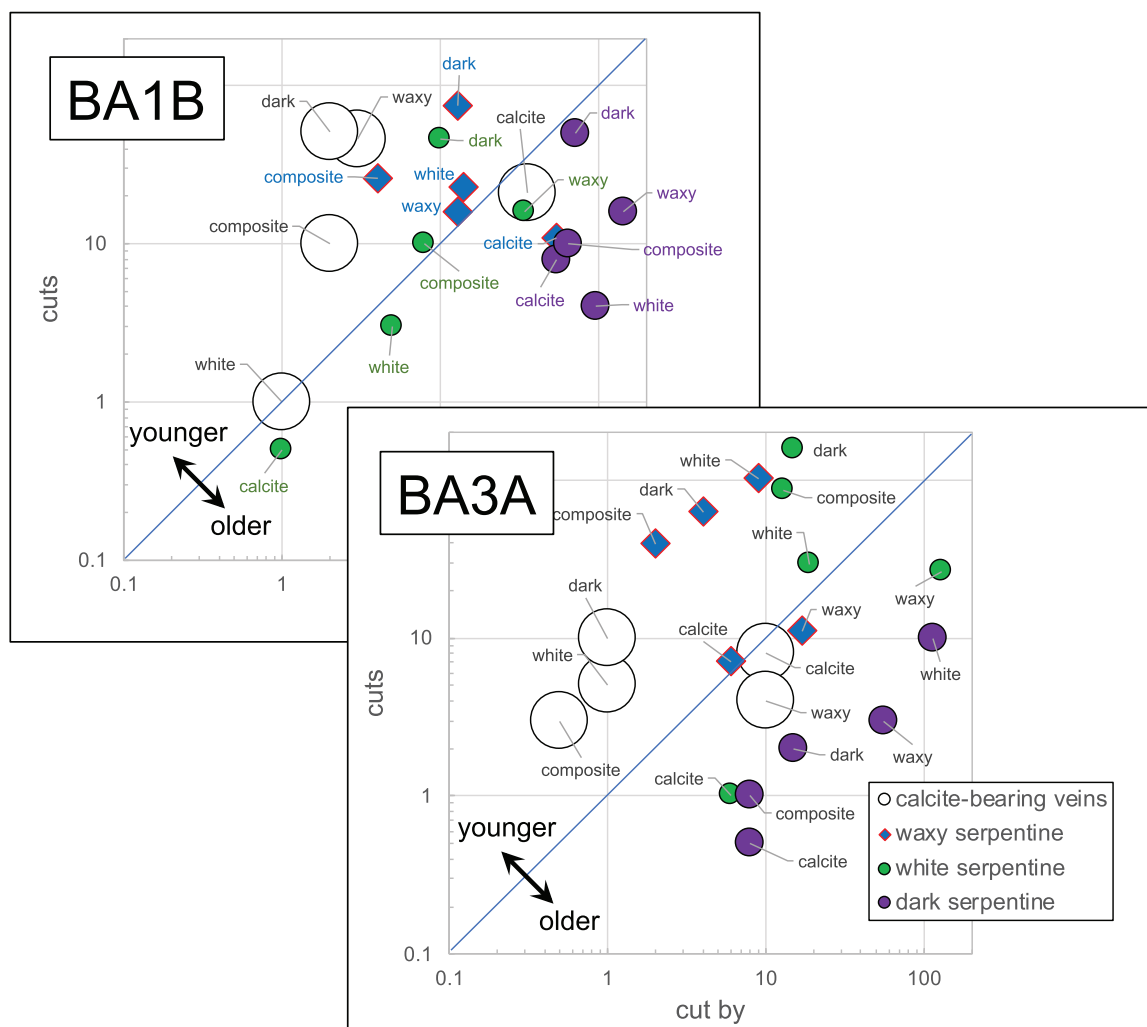 BA1B
dark
dark
waxy
calcite
dark
dark
composite
white
waxy
waxy
waxy
composite
calcite
composite
composite
calcite
white
white
white
calcite
cuts
10
1
0.1
0.1
1
younger
older
BA3A
white
dark
composite
dark
composite
white
waxy
dark
white
composite
calcite
waxy
calcite
waxy
white
waxy
dark
calcite
composite
calcite
cuts
10
1
0.1
0.1
1
10
100
cut by
younger
older
calcite-bearing veins
waxy serpentine
white serpentine
dark serpentine